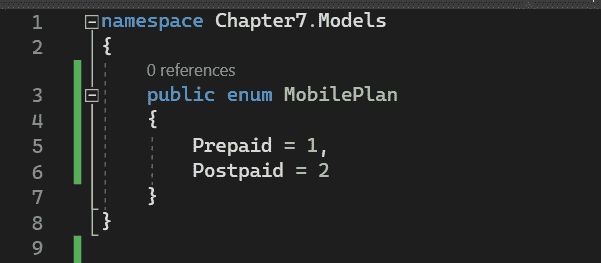 1 namespace Chapter7.Models
2 {
0 references
3 public enum MobilePlan
4 {
5 Prepaid = 1,
6 Postpaid = 2
7 }
8 }
9